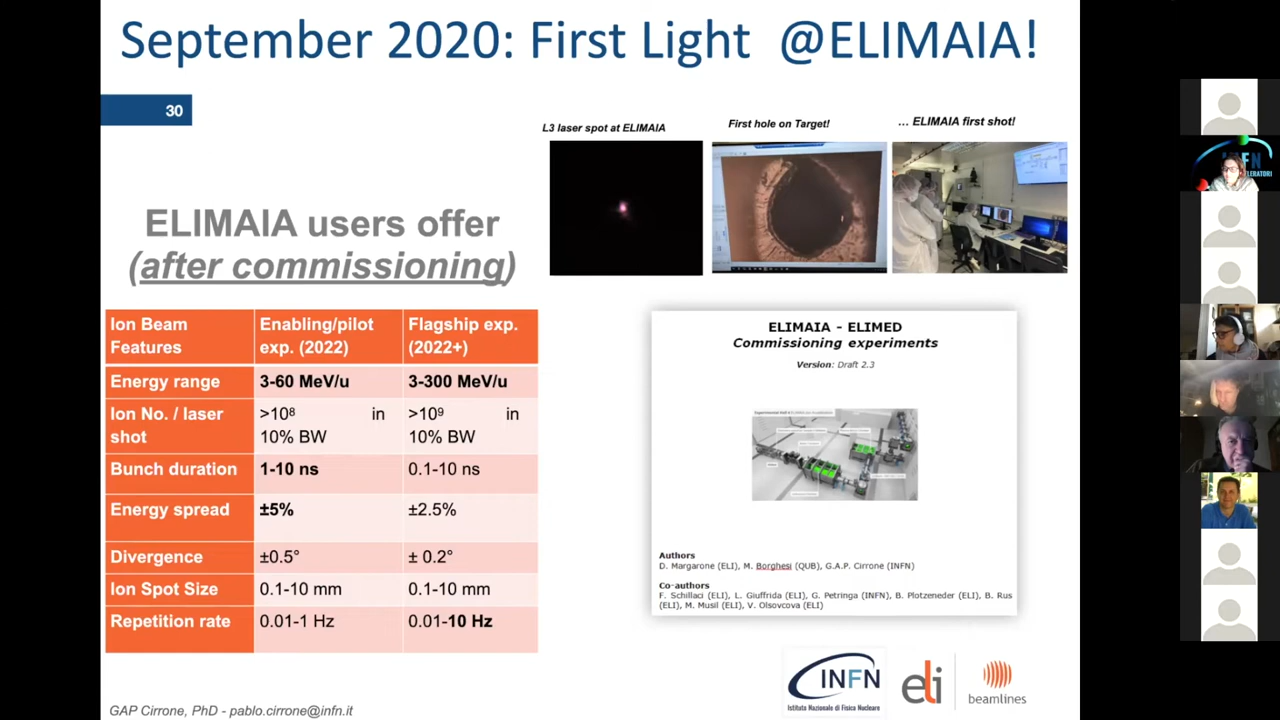 September 2020: First Light @ELIMAIA!
30
L3 laser spot at ELIMAIA
First hole on Target!
... ELIMAIA first shot!
ELIMAIA users offer
(after commissioning)
Ion Beam Features
Enabling/pilot exp. (2022)
Flagship exp. (2022+)
Energy range
3-60 MeV/u
3-300 MeV/u
Ion No. / laser shot
>10⁸ in 10% BW
>10⁹ in 10% BW
Bunch duration
1-10 ns
0.1-10 ns
Energy spread
±5%
±2.5%
Divergence
±0.5°
± 0.2°
Ion Spot Size
0.1-10 mm
0.1-10 mm
Repetition rate
0.01-1 Hz
0.01-10 Hz
ELIMAIA - ELIMED
Commissioning experiments
Version: Draft 2.3
Authors
D. Margarone (ELI), M. Borghesi (QUB), G.A.P. Cirrone (INFN)
Co-authors
F. Schillaci (ELI), L. Giuffrida (ELI), G. Petringa (INFN), B. Plotzeneder (ELI), B. Rus
(ELI), M. Musil (ELI), V. Olsovcova (ELI)
INFN
Istituto Nazionale di Fisica Nucleare
eli
beamlines
GAP Cirrone, PhD - pablo.cirrone@infn.it